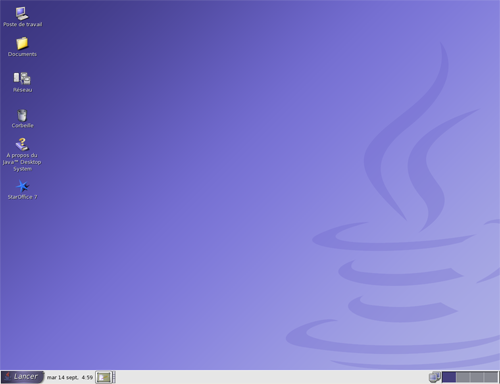 Poste de travail
Documents
Réseau
Corbeille
A propos du
Java™ Desktop
System
StarOffice 7
Lancer
mar 14 sept. 4:59